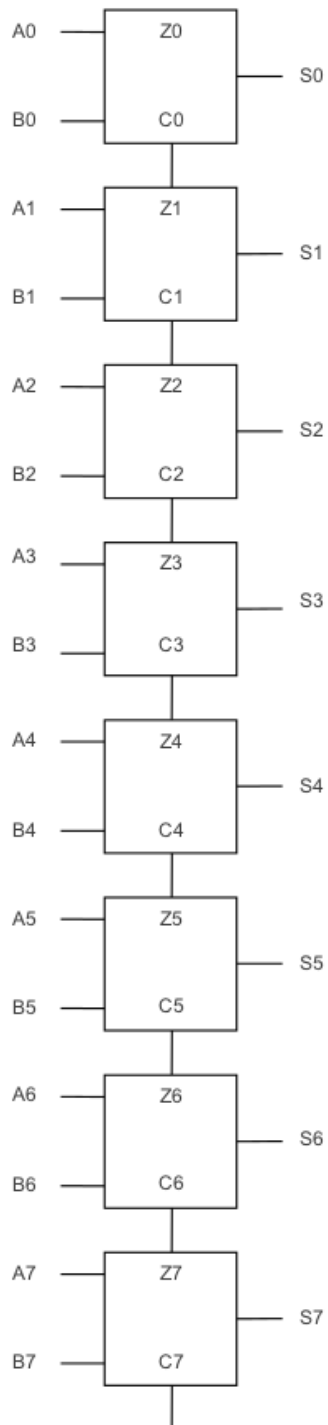 A0 Z0
S0
B0 C0
A1 Z1
S1
B1 C1
A2 Z2
S2
B2 C2
A3 Z3
S3
B3 C3
A4 Z4
S4
B4 C4
A5 Z5
S5
B5 C5
A6 Z6
S6
B6 C6
A7 Z7
S7
B7 C7